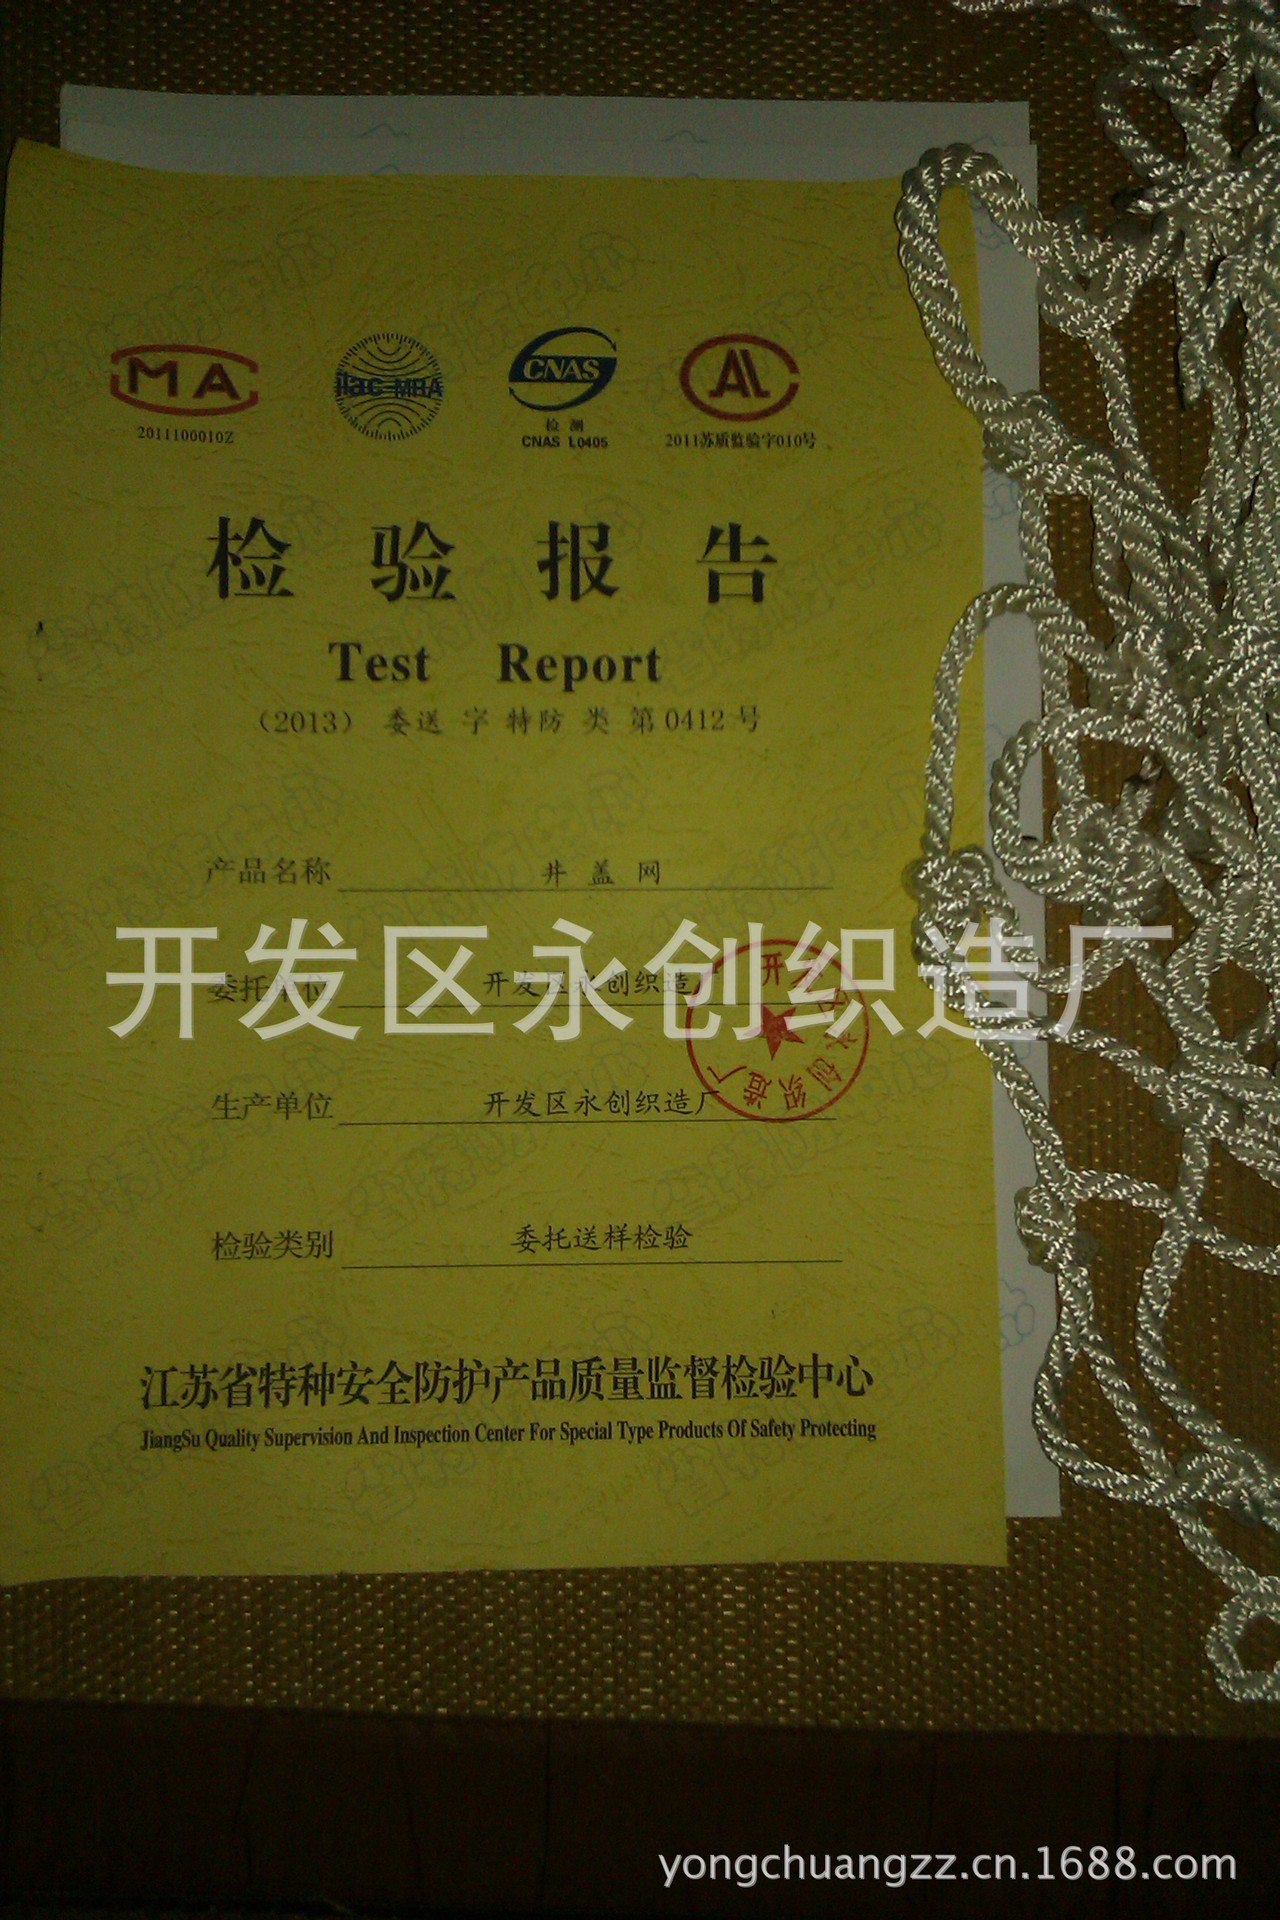 MA
ilac-MRA
CNAS
AL
2011100010Z
检 测
CNAS L0405
2011苏质监验字010号
检 验 报 告
Test Report
（2013） 委送 字 特防 类 第 0412 号
产品名称 井 盖 网
开发区永创织造厂
委托单位 开发区永创织造厂
生产单位 开发区永创织造厂
检验类别 委托送样检验
江苏省特种安全防护产品质量监督检验中心
JiangSu Quality Supervision And Inspection Center For Special Type Products Of Safety Protecting
yongchuangzz.cn.1688.com